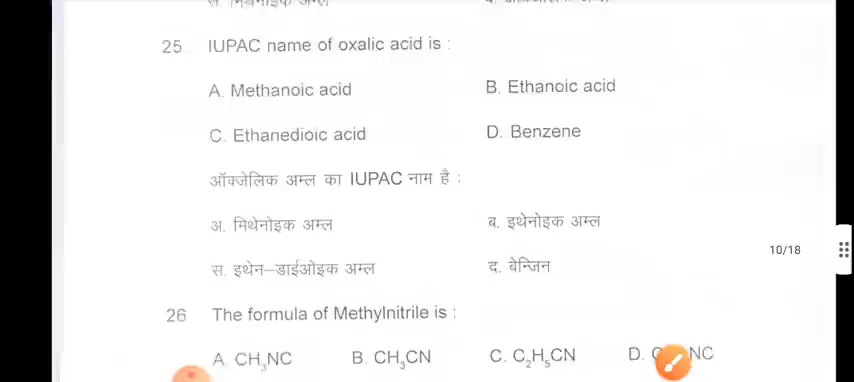 25 IUPAC name of oxalic acid is :
A. Methanoic acid B. Ethanoic acid
C. Ethanedioic acid D. Benzene
ऑक्जेलिक अम्ल का IUPAC नाम है :
अ. मिथेनोइक अम्ल ब. इथेनोइक अम्ल
10/18
स. इथेन–डाईओइक अम्ल द. बेन्जिन
26 The formula of Methylnitrile is :
A. CH₃NC B. CH₃CN C. C₂H₅CN D. NC